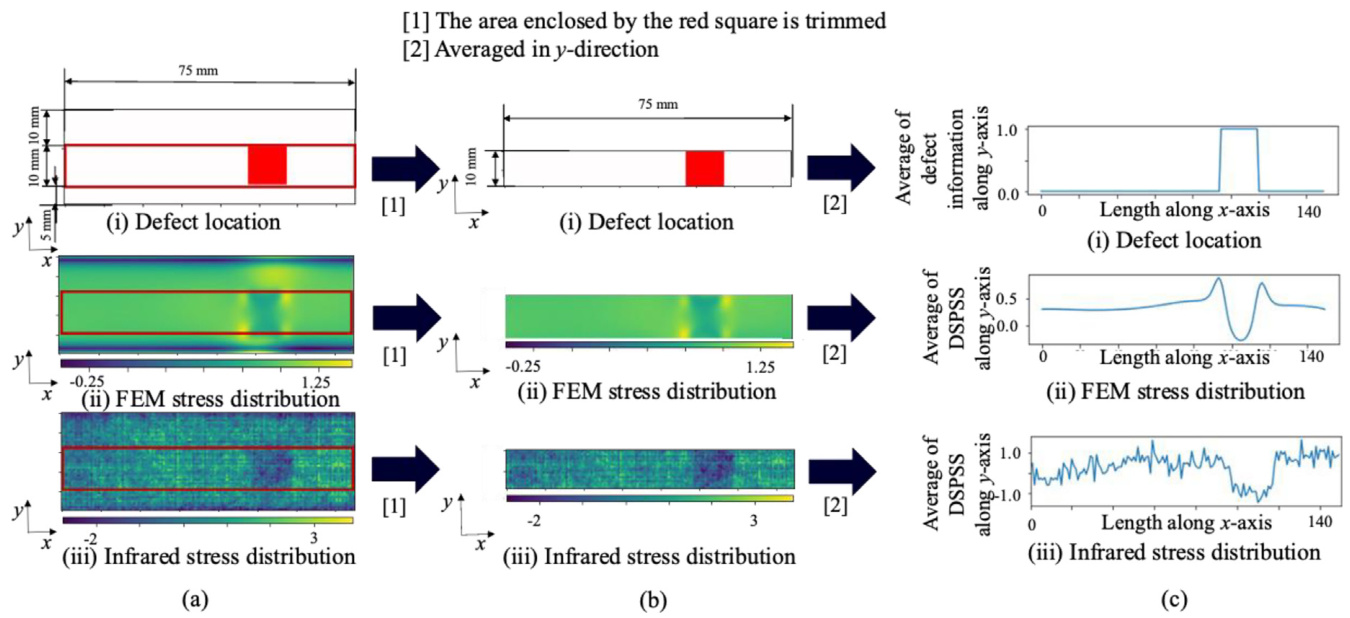 [1] The area enclosed by the red square is trimmed
[2] Averaged in y-direction
75 mm
10 mm
10 mm
5 mm
y
x
(i) Defect location
[1]
75 mm
10 mm
y
x
(i) Defect location
[2]
Average of
defect
information
along y-axis
1.0
0.0
0
Length along x-axis
140
(i) Defect location
y
x
-0.25
1.25
(ii) FEM stress distribution
[1]
y
x
-0.25
1.25
(ii) FEM stress distribution
[2]
Average of
DSPSS
along y-axis
0.5
0.0
0
Length along x-axis
140
(ii) FEM stress distribution
y
x
-2
3
(iii) Infrared stress distribution
[1]
y
x
-2
3
(iii) Infrared stress distribution
[2]
Average of
DSPSS
along y-axis
1.0
-1.0
0
Length along x-axis
140
(iii) Infrared stress distribution
(a)
(b)
(c)